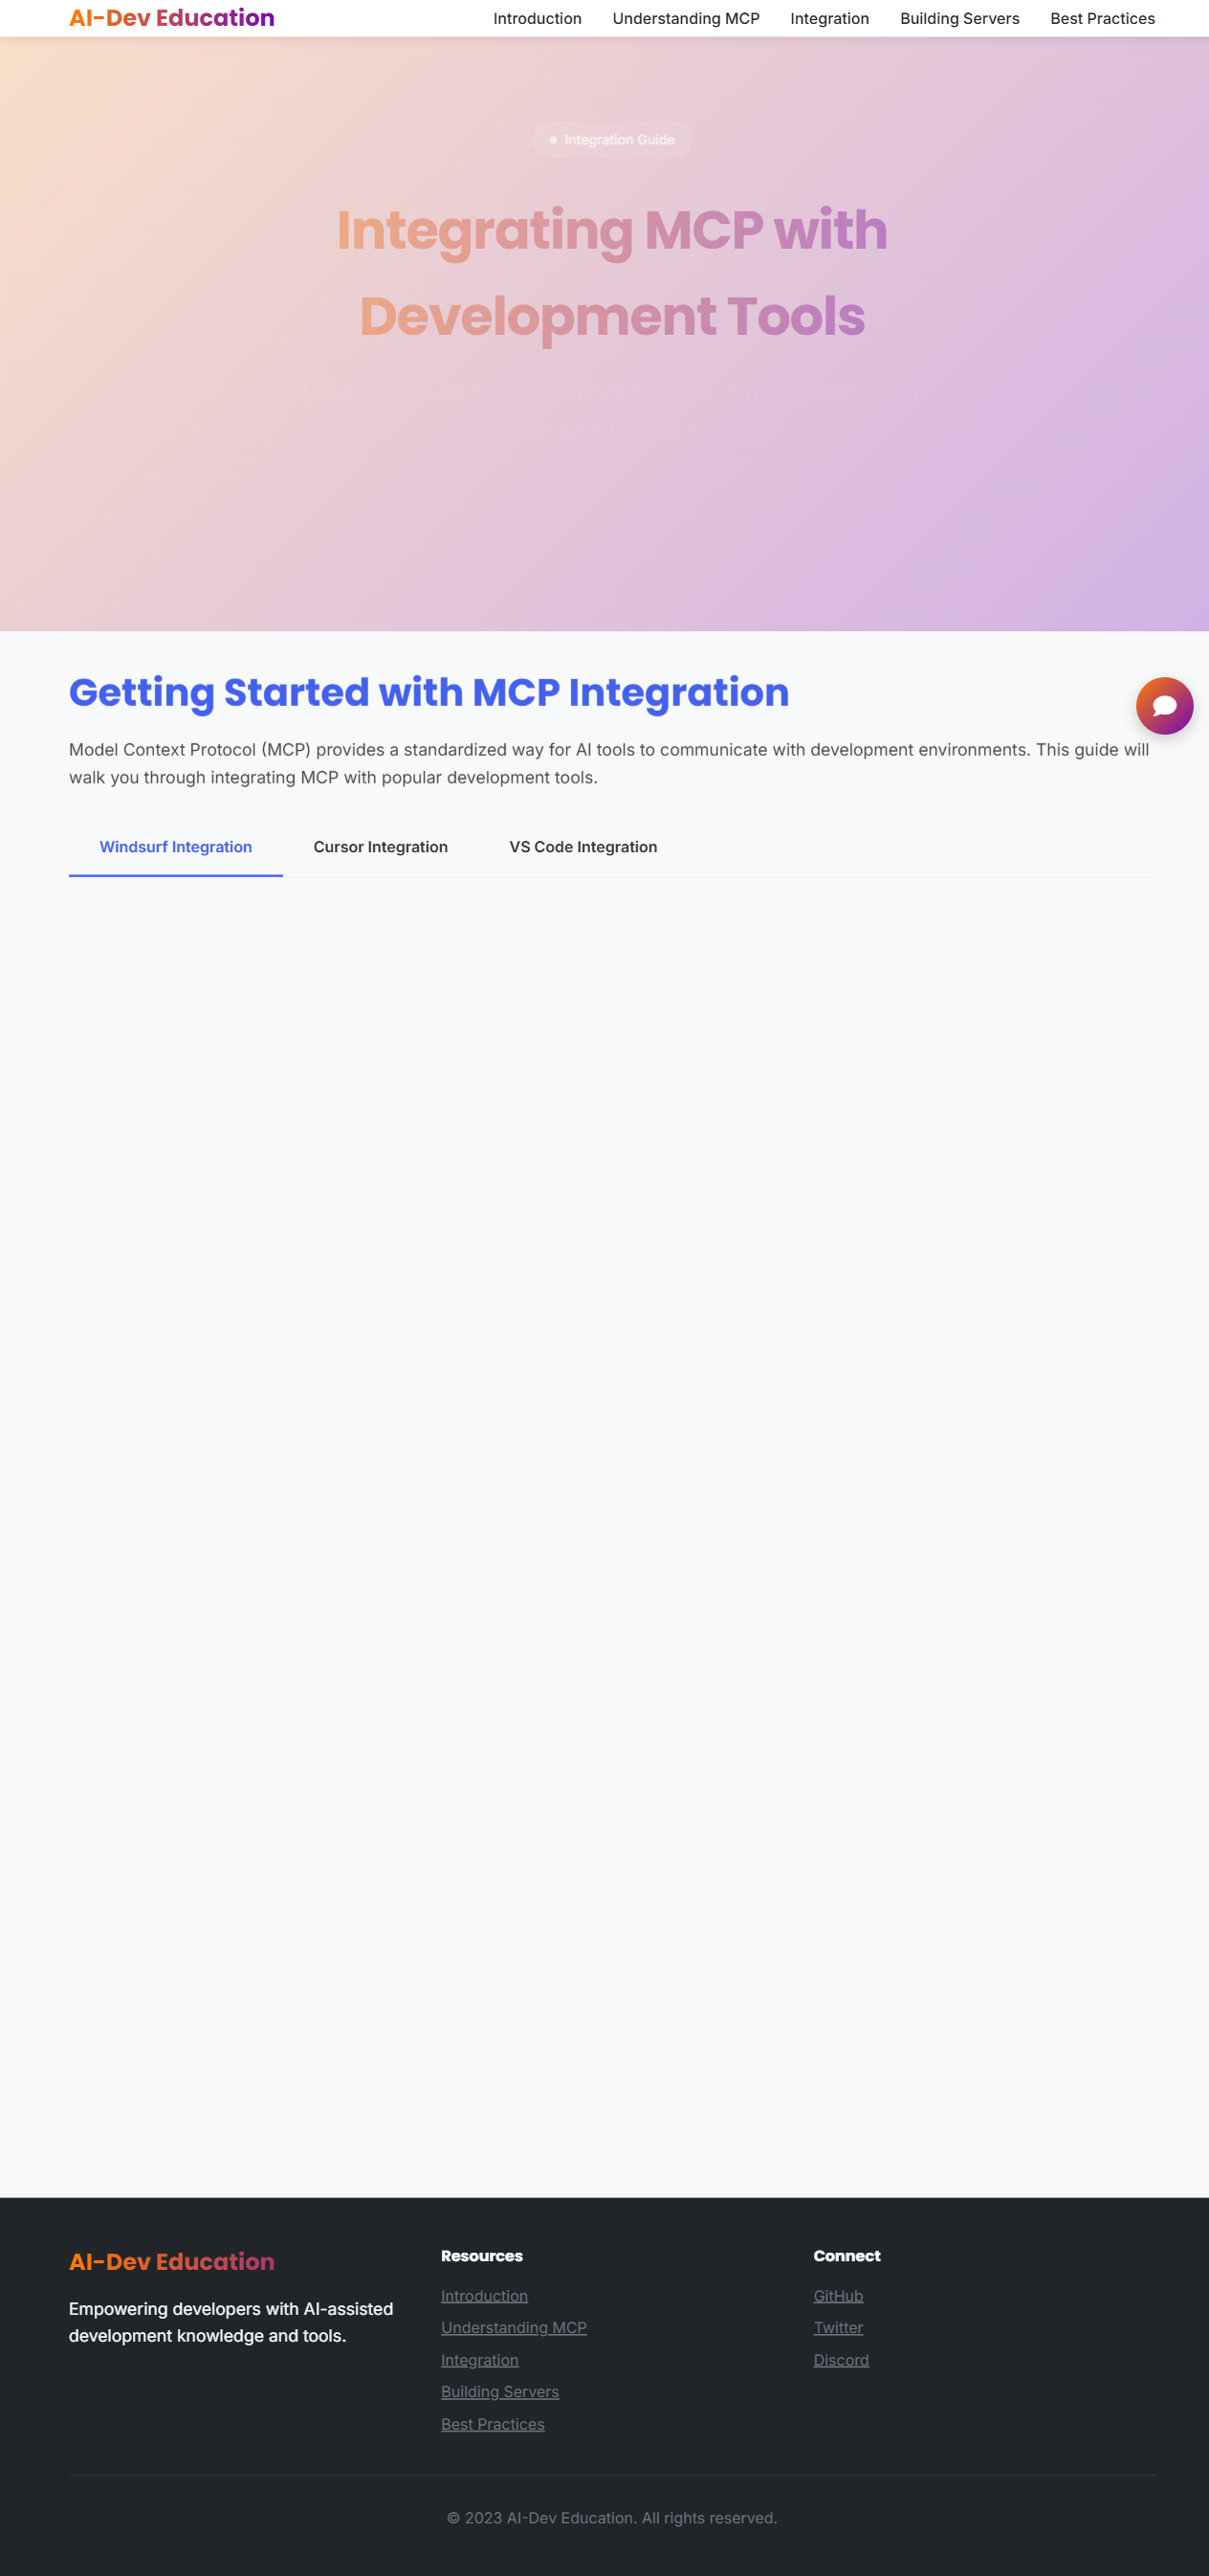 AI-Dev Education
Introduction
Understanding MCP
Integration
Building Servers
Best Practices
Integration Guide
Integrating MCP with
Development Tools
Getting Started with MCP Integration
Model Context Protocol (MCP) provides a standardized way for AI tools to communicate with development environments. This guide will
walk you through integrating MCP with popular development tools.
Windsurf Integration
Cursor Integration
VS Code Integration
AI-Dev Education
Empowering developers with AI-assisted
development knowledge and tools.
Resources
Introduction
Understanding MCP
Integration
Building Servers
Best Practices
Connect
GitHub
Twitter
Discord
© 2023 AI-Dev Education. All rights reserved.